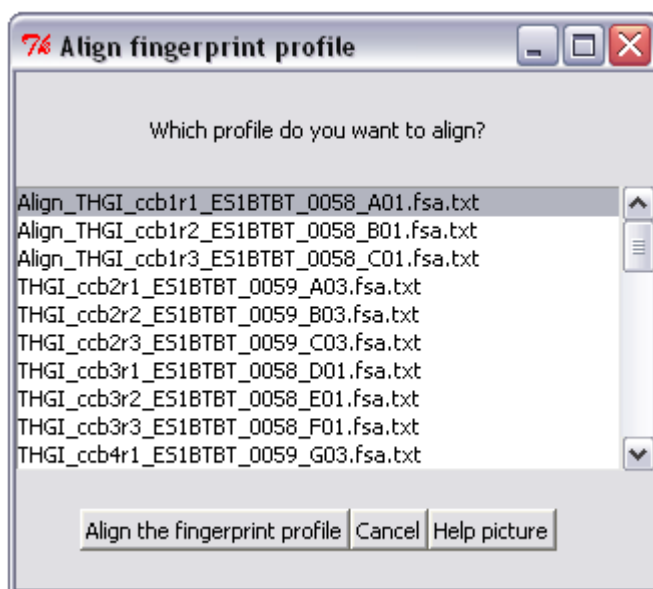 Align fingerprint profile
Which profile do you want to align?
Align_THGI_ccb1r1_ES1BTBT_0058_A01.fsa.txt
Align_THGI_ccb1r2_ES1BTBT_0058_B01.fsa.txt
Align_THGI_ccb1r3_ES1BTBT_0058_C01.fsa.txt
THGI_ccb2r1_ES1BTBT_0059_A03.fsa.txt
THGI_ccb2r2_ES1BTBT_0059_B03.fsa.txt
THGI_ccb2r3_ES1BTBT_0059_C03.fsa.txt
THGI_ccb3r1_ES1BTBT_0058_D01.fsa.txt
THGI_ccb3r2_ES1BTBT_0058_E01.fsa.txt
THGI_ccb3r3_ES1BTBT_0058_F01.fsa.txt
THGI_ccb4r1_ES1BTBT_0059_G03.fsa.txt
Align the fingerprint profile Cancel Help picture